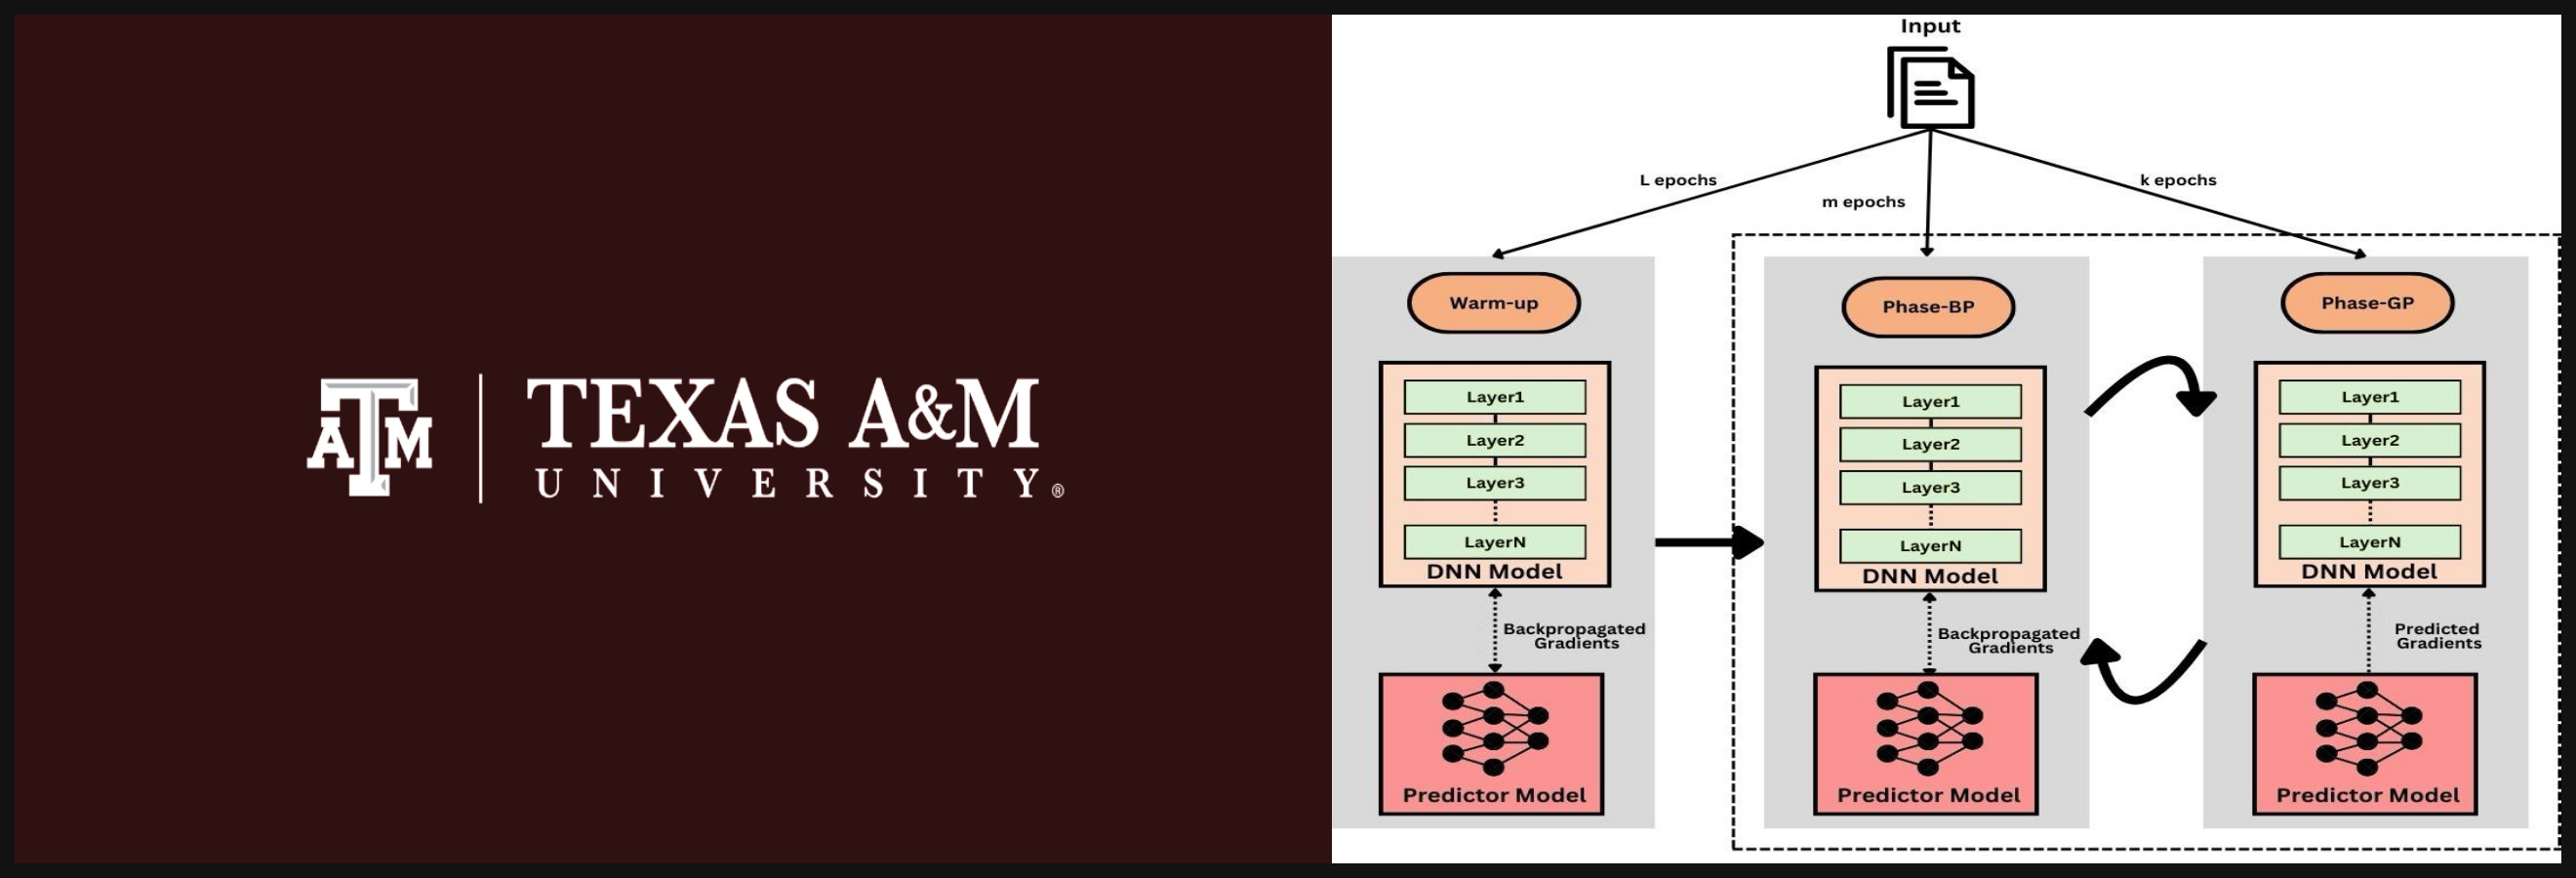 ATM
TEXAS A&M
UNIVERSITY®
Input
L epochs
m epochs
k epochs
Warm-up
Layer1
Layer2
Layer3
LayerN
DNN Model
Backpropagated
Gradients
Predictor Model
Phase-BP
Layer1
Layer2
Layer3
LayerN
DNN Model
Backpropagated
Gradients
Predictor Model
Phase-GP
Layer1
Layer2
Layer3
LayerN
DNN Model
Predicted
Gradients
Predictor Model